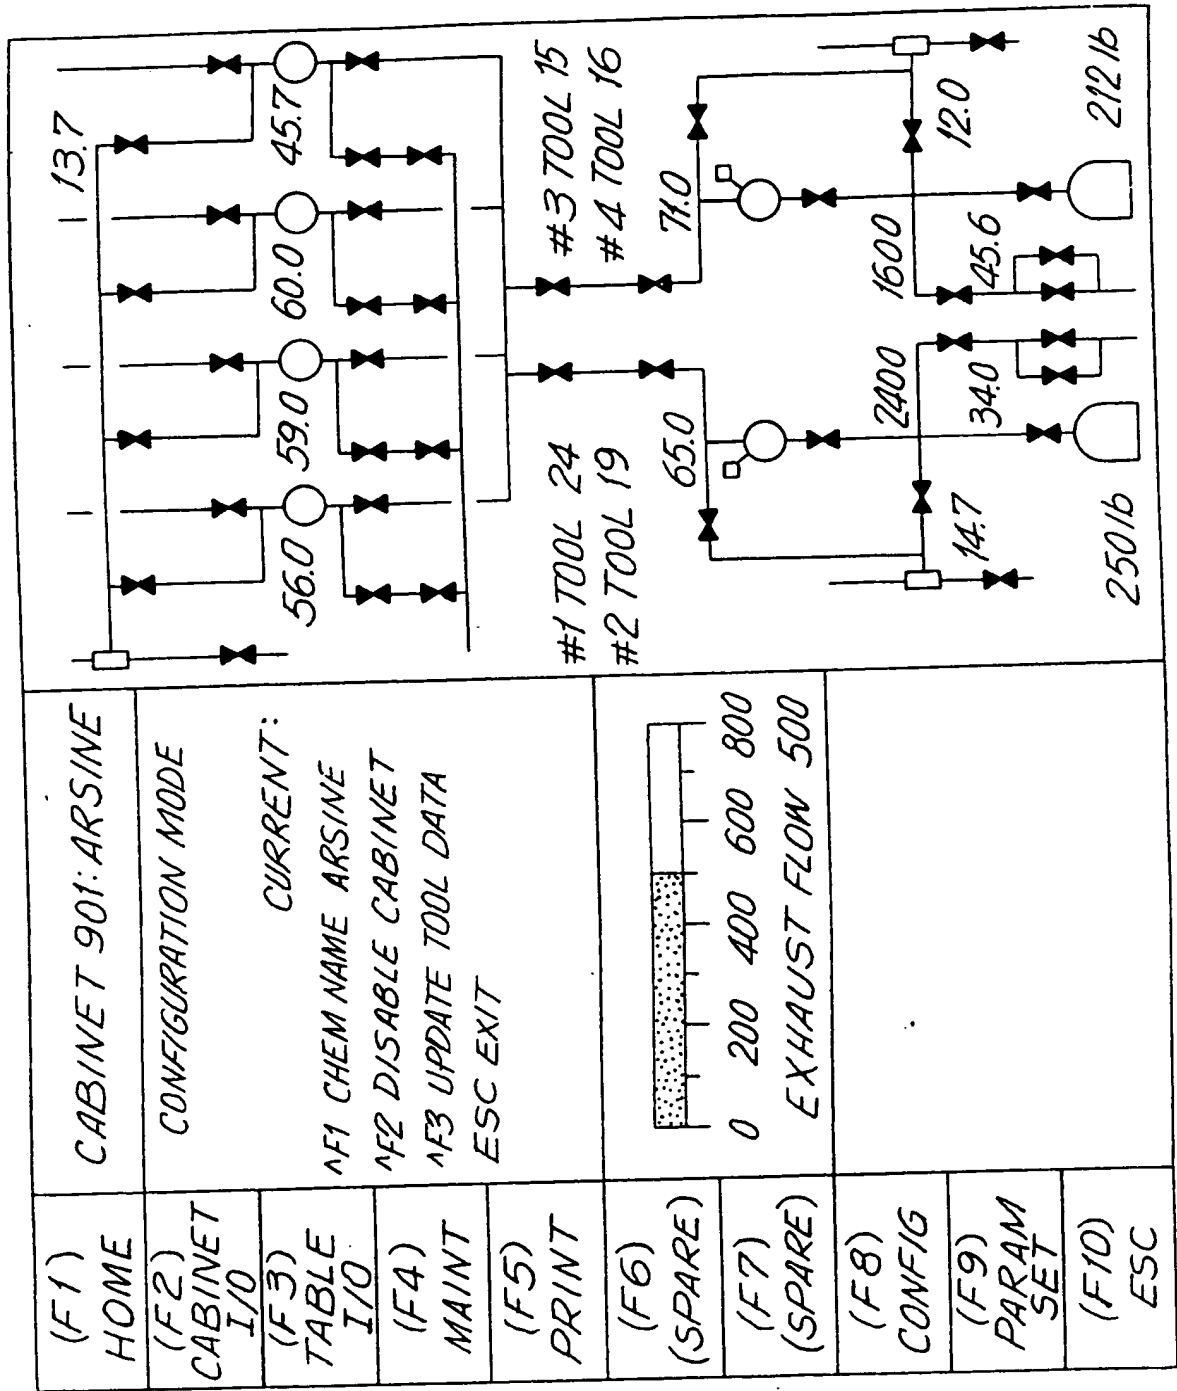 (F1)
HOME
(F2)
CABINET
I/O
(F3)
TABLE
I/O
(F4)
MAINT
(F5)
PRINT
(F6)
(SPARE)
(F7)
(SPARE)
(F8)
CONFIG
(F9)
PARAM
SET
(F10)
ESC
CABINET 901: ARSINE
CONFIGURATION MODE
CURRENT:
^F1 CHEM NAME ARSINE
^F2 DISABLE CABINET
^F3 UPDATE TOOL DATA
ESC EXIT
0 200 400 600 800
EXHAUST FLOW 500
13.7
56.0 59.0 60.0 45.7
#1 TOOL 24 #3 TOOL 15
#2 TOOL 19 #4 TOOL 16
65.0 71.0
2400 1600
14.7 34.0 45.6 12.0
250 lb 212 lb